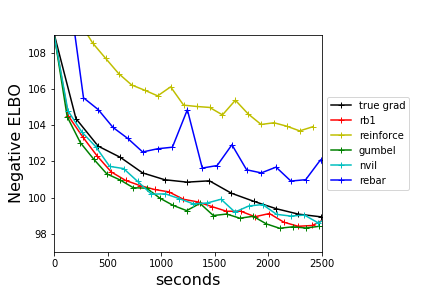 Negative ELBO
108
106
104
102
100
98
0
500
1000
1500
2000
2500
seconds
true grad
rb1
reinforce
gumbel
nvil
rebar